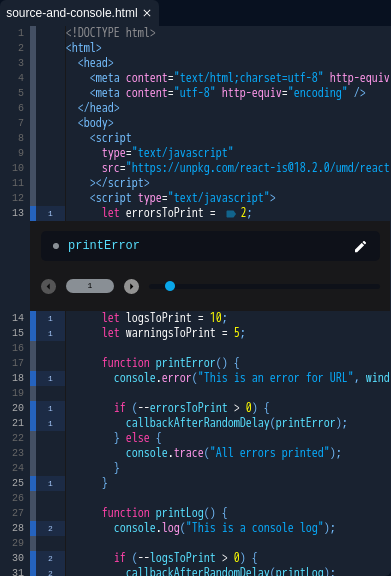 source-and-console.html ×
1 <!DOCTYPE html>
2 <html>
3 <head>
4 <meta content="text/html;charset=utf-8" http-equiv
5 <meta content="utf-8" http-equiv="encoding" />
6 </head>
7 <body>
8 <script
9 type="text/javascript"
10 src="https://unpkg.com/react-is@18.2.0/umd/react
11 ></script>
12 <script type="text/javascript">
13 1 let errorsToPrint = 2;
printError
1
14 1 let logsToPrint = 10;
15 1 let warningsToPrint = 5;
16
17 function printError() {
18 1 console.error("This is an error for URL", wind
19
20 1 if (--errorsToPrint > 0) {
21 1 callbackAfterRandomDelay(printError);
22 } else {
23 console.trace("All errors printed");
24 }
25 1 }
26
27 function printLog() {
28 2 console.log("This is a console log");
29
30 2 if (--logsToPrint > 0) {
31 2 callbackAfterRandomDelay(printLog);